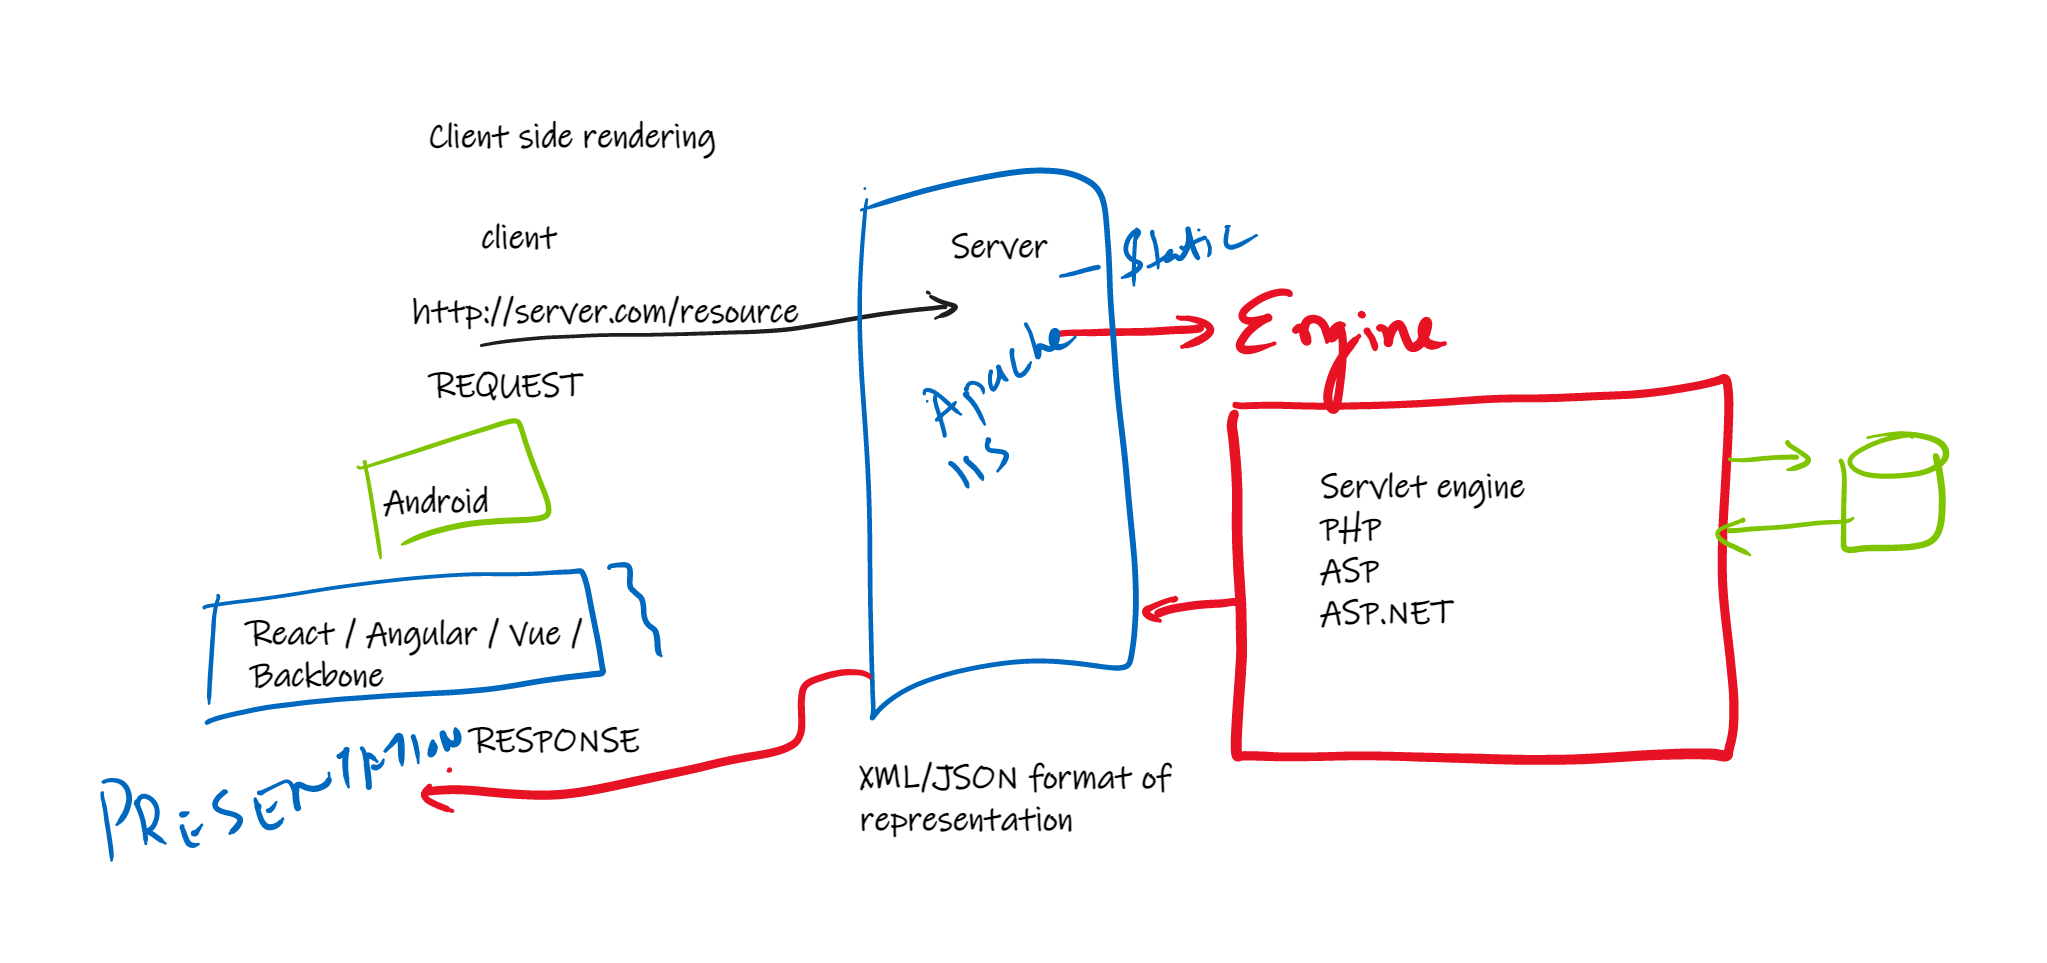 Client side rendering
client
http://server.com/resource
REQUEST
Android
React / Angular / Vue /
Backbone
RESPONSE
Server
Static
Apache
IIS
Engine
Servlet engine
PHP
ASP
ASP.NET
XML/JSON format of
representation